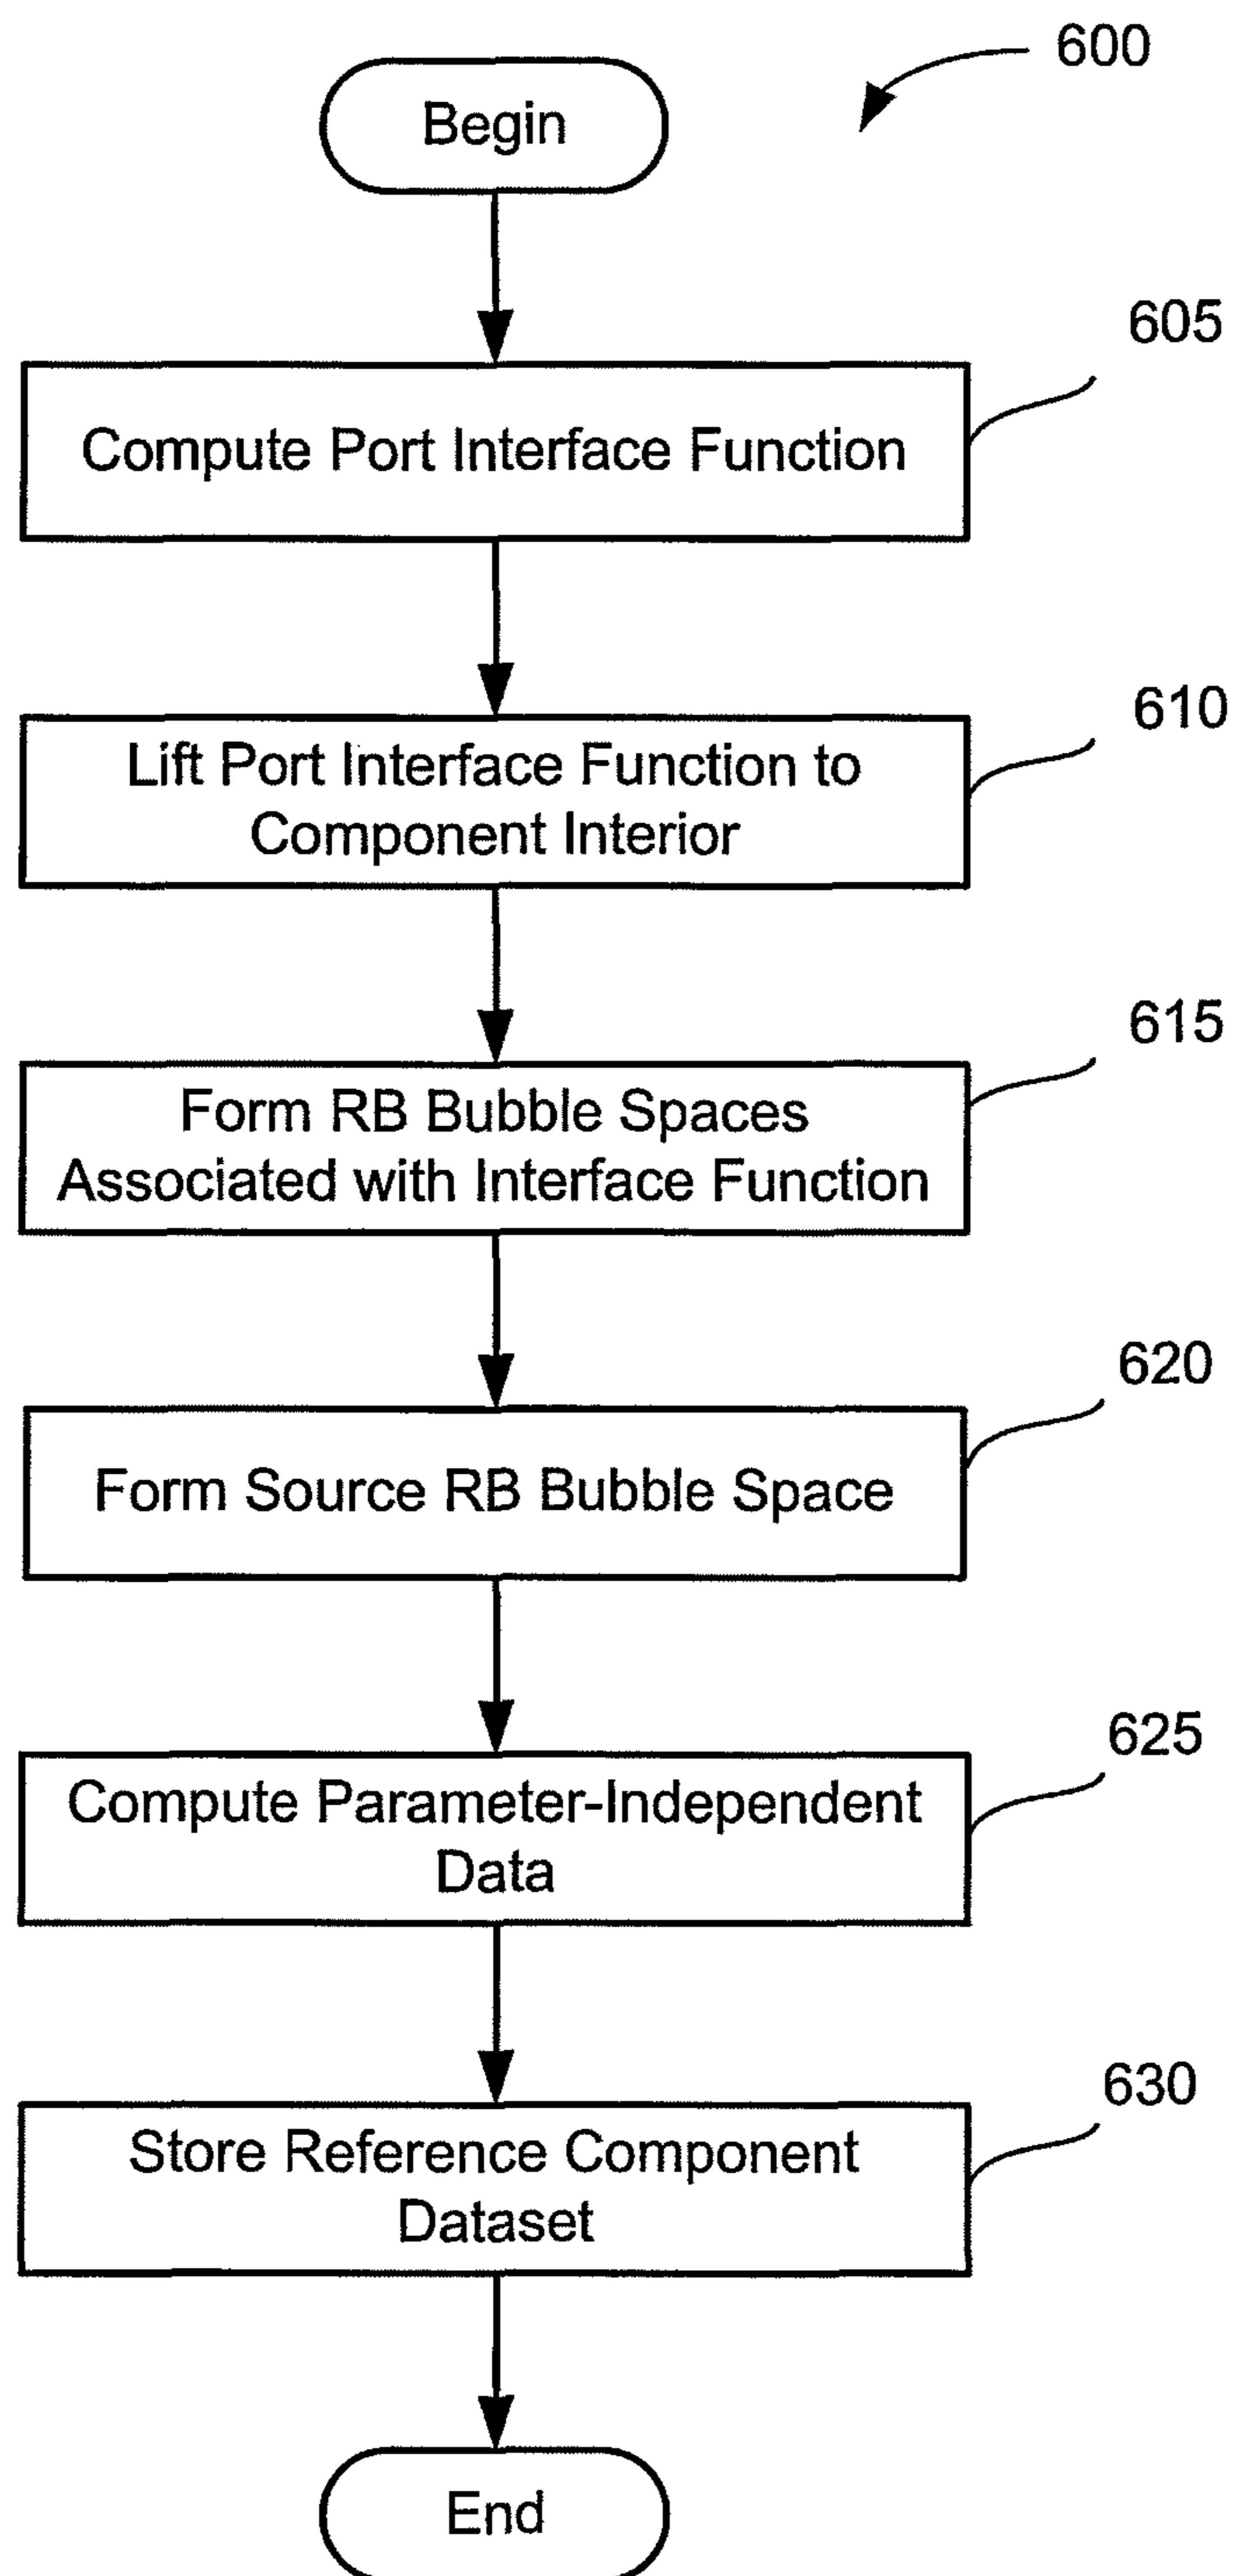 600
Begin
605
Compute Port Interface Function
610
Lift Port Interface Function to
Component Interior
615
Form RB Bubble Spaces
Associated with Interface Function
620
Form Source RB Bubble Space
625
Compute Parameter-Independent
Data
630
Store Reference Component
Dataset
End